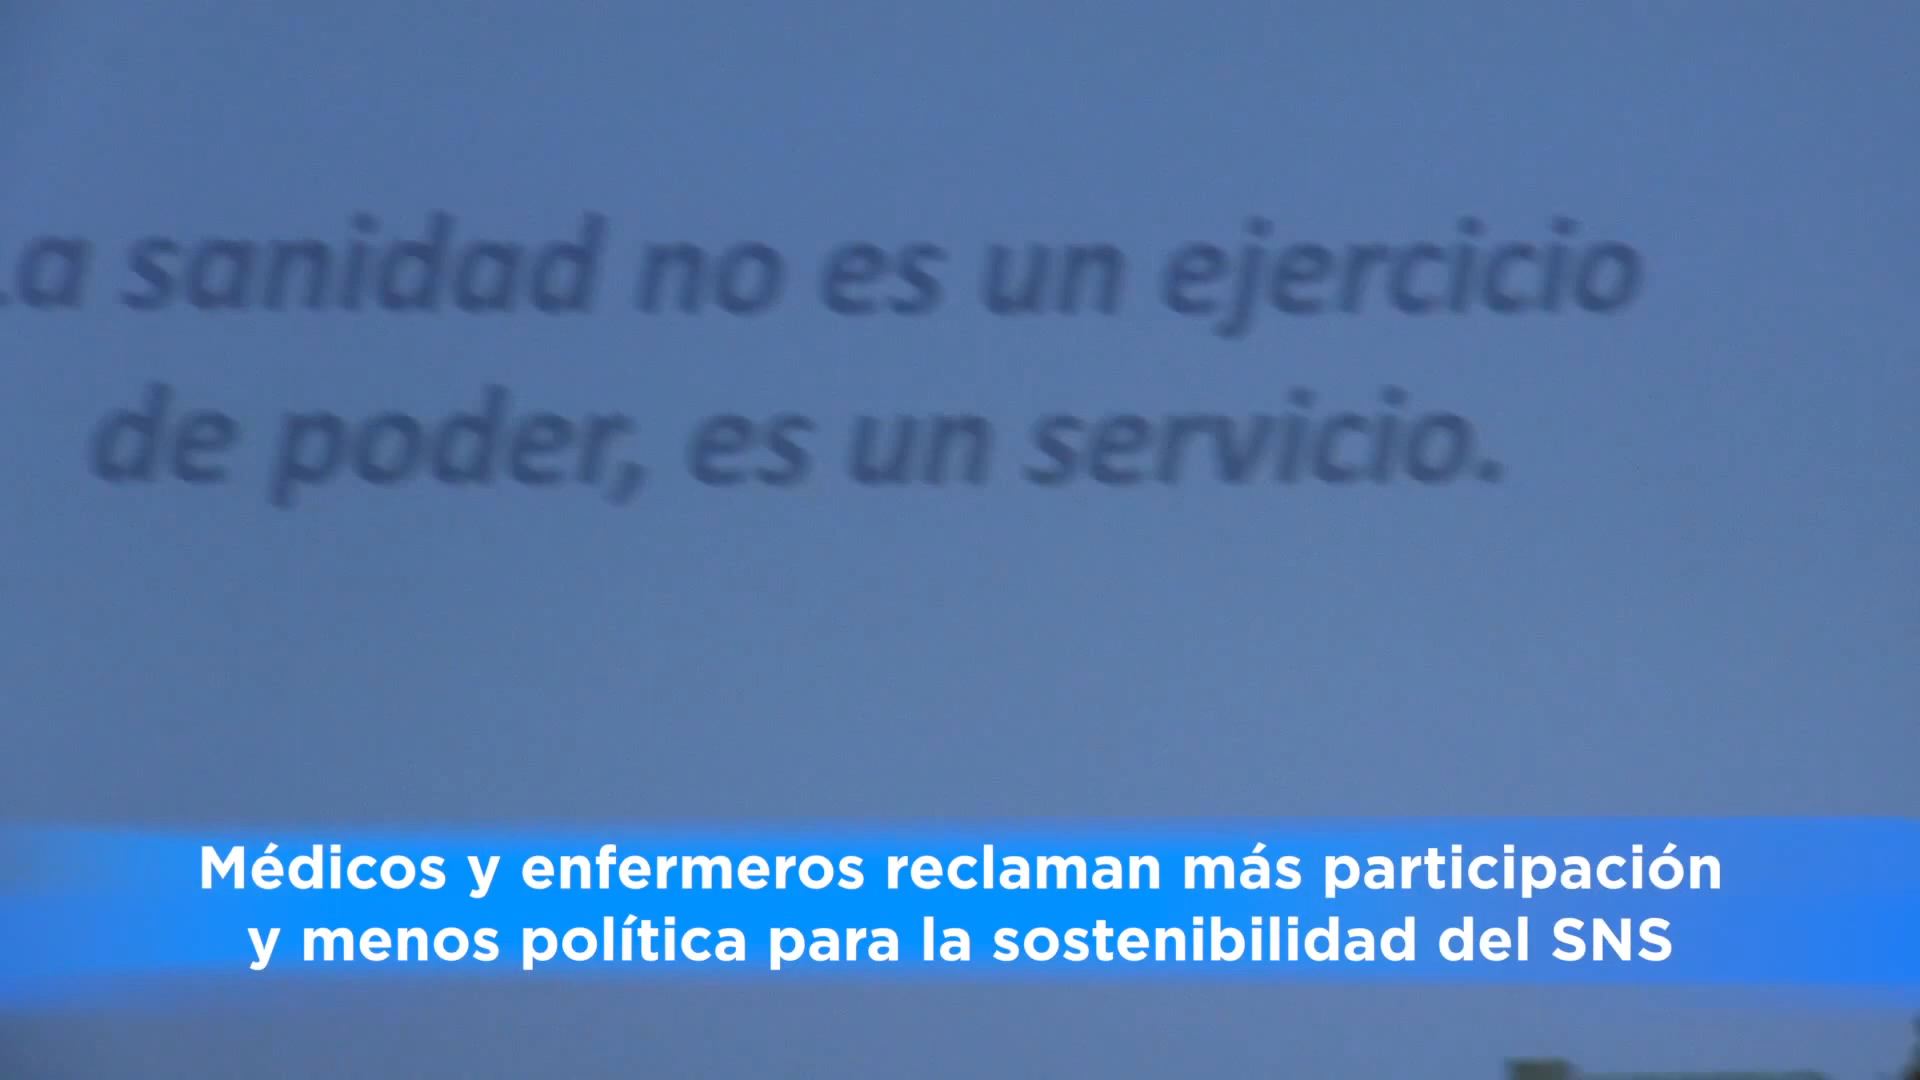 La sanidad no es un ejercicio
de poder, es un servicio.
Médicos y enfermeros reclaman más participación
y menos política para la sostenibilidad del SNS